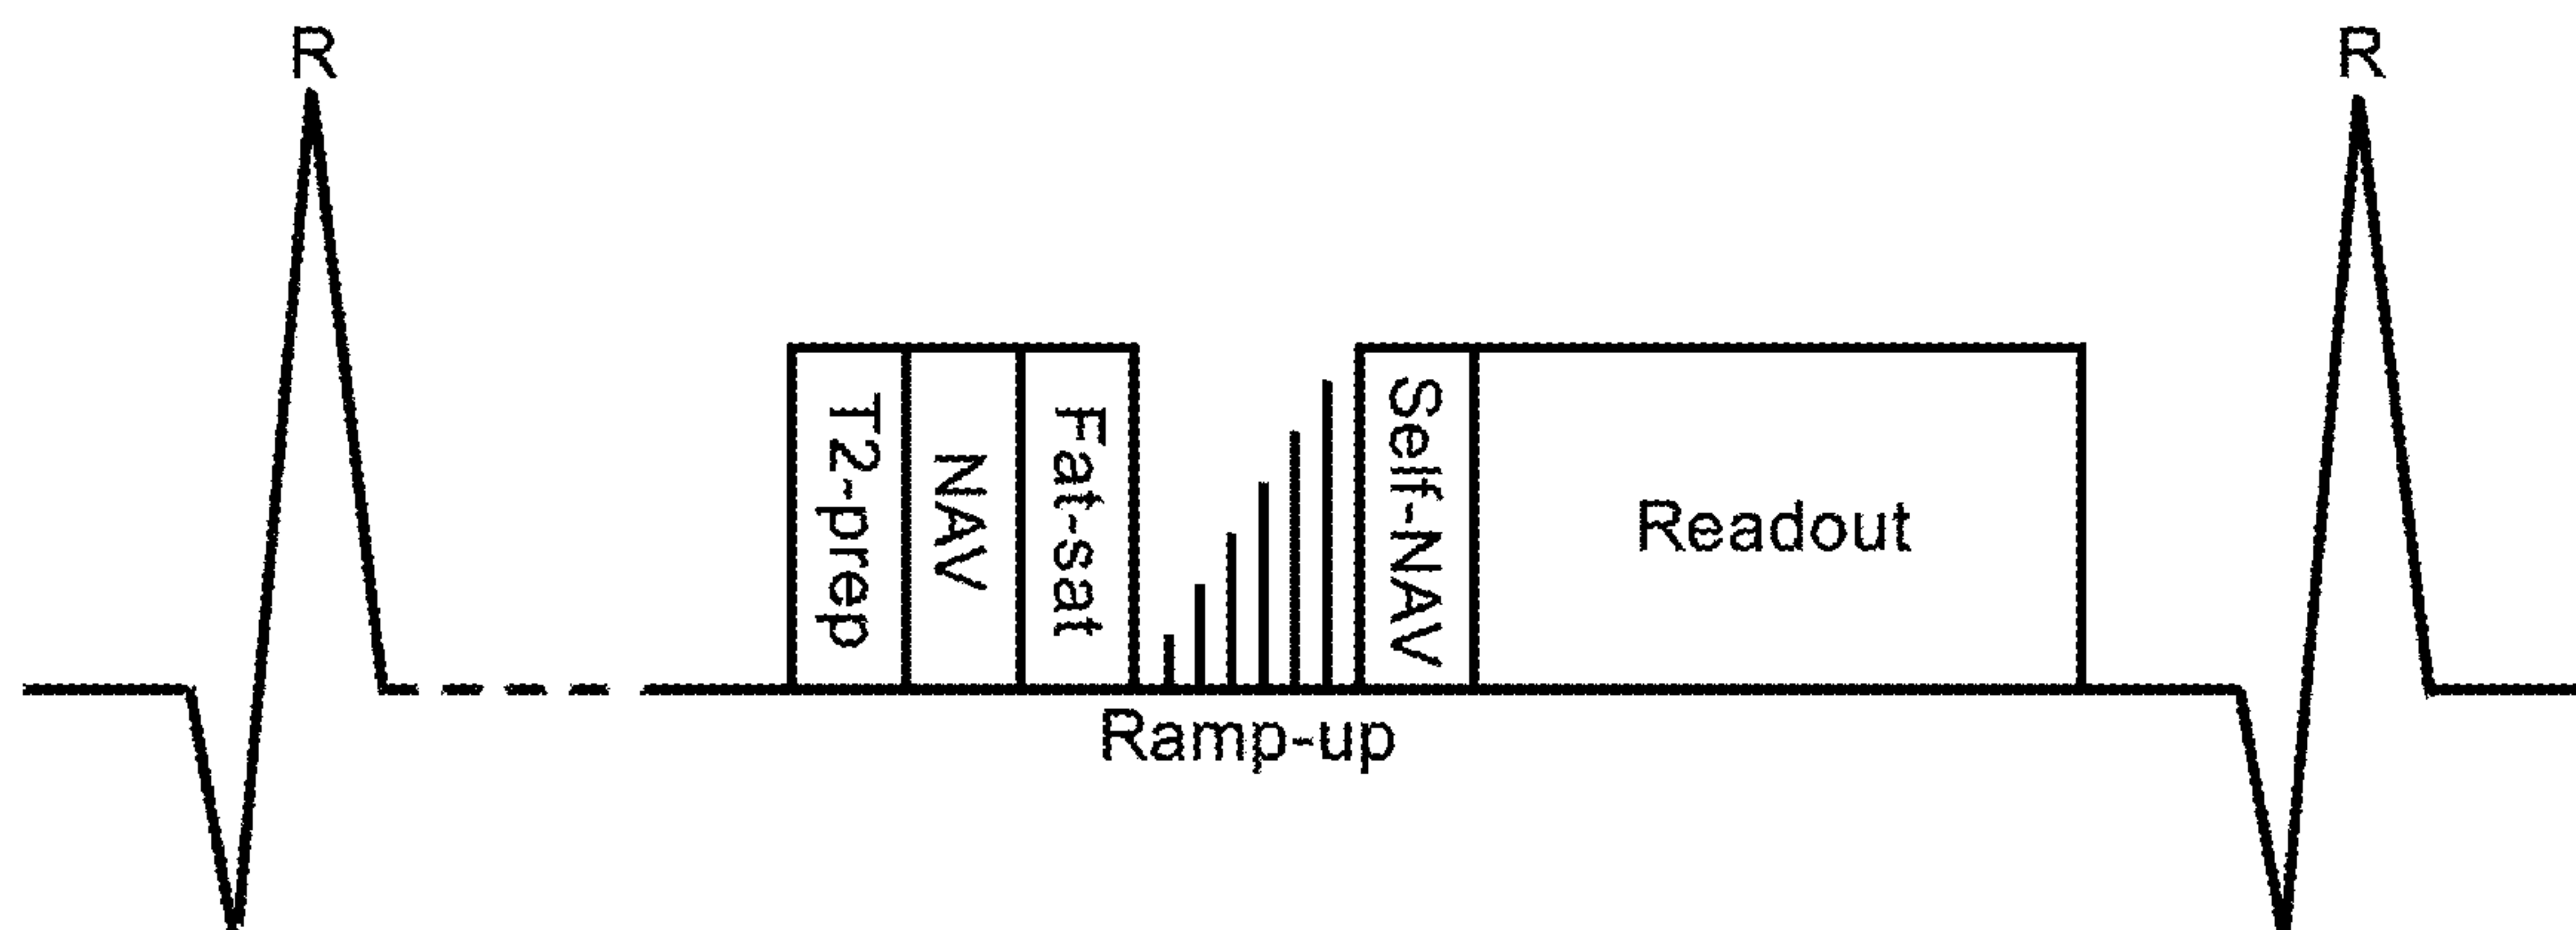 R
R
T2-prep
NAV
Fat-sat
Self-NAV
Readout
Ramp-up